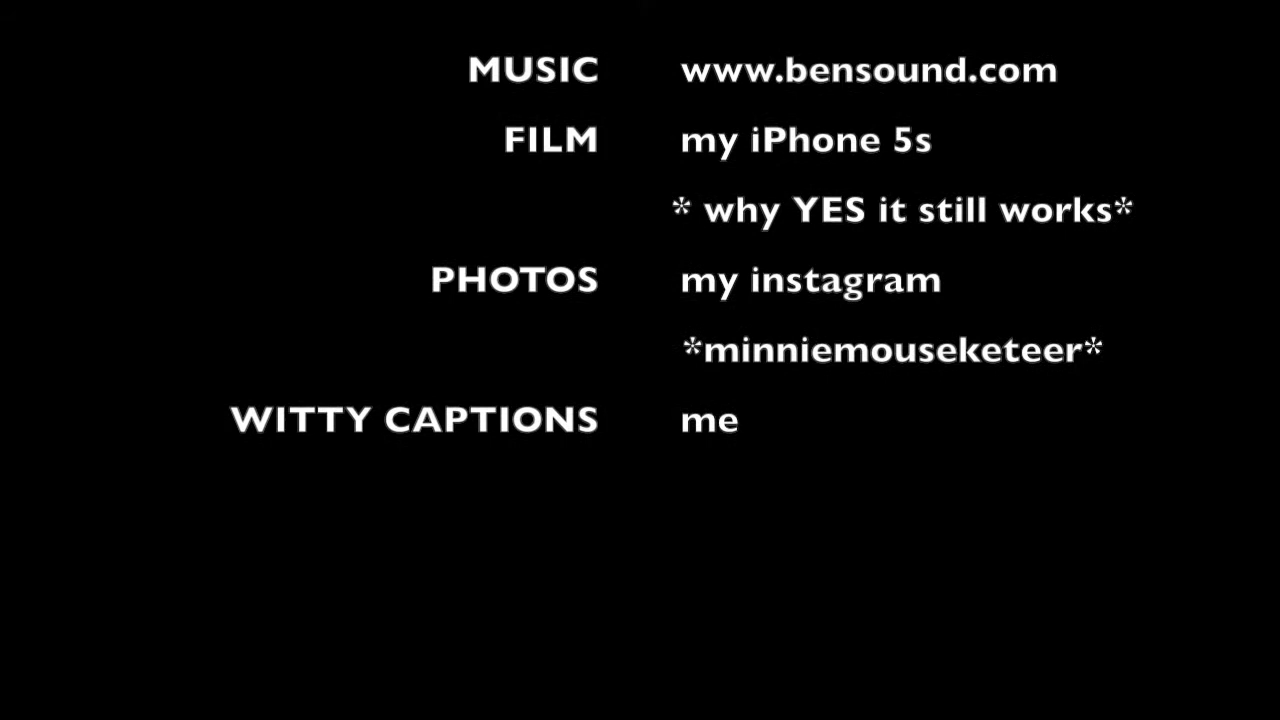 MUSIC www.bensound.com
FILM my iPhone 5s
* why YES it still works*
PHOTOS my instagram
*minniemouseketeer*
WITTY CAPTIONS me